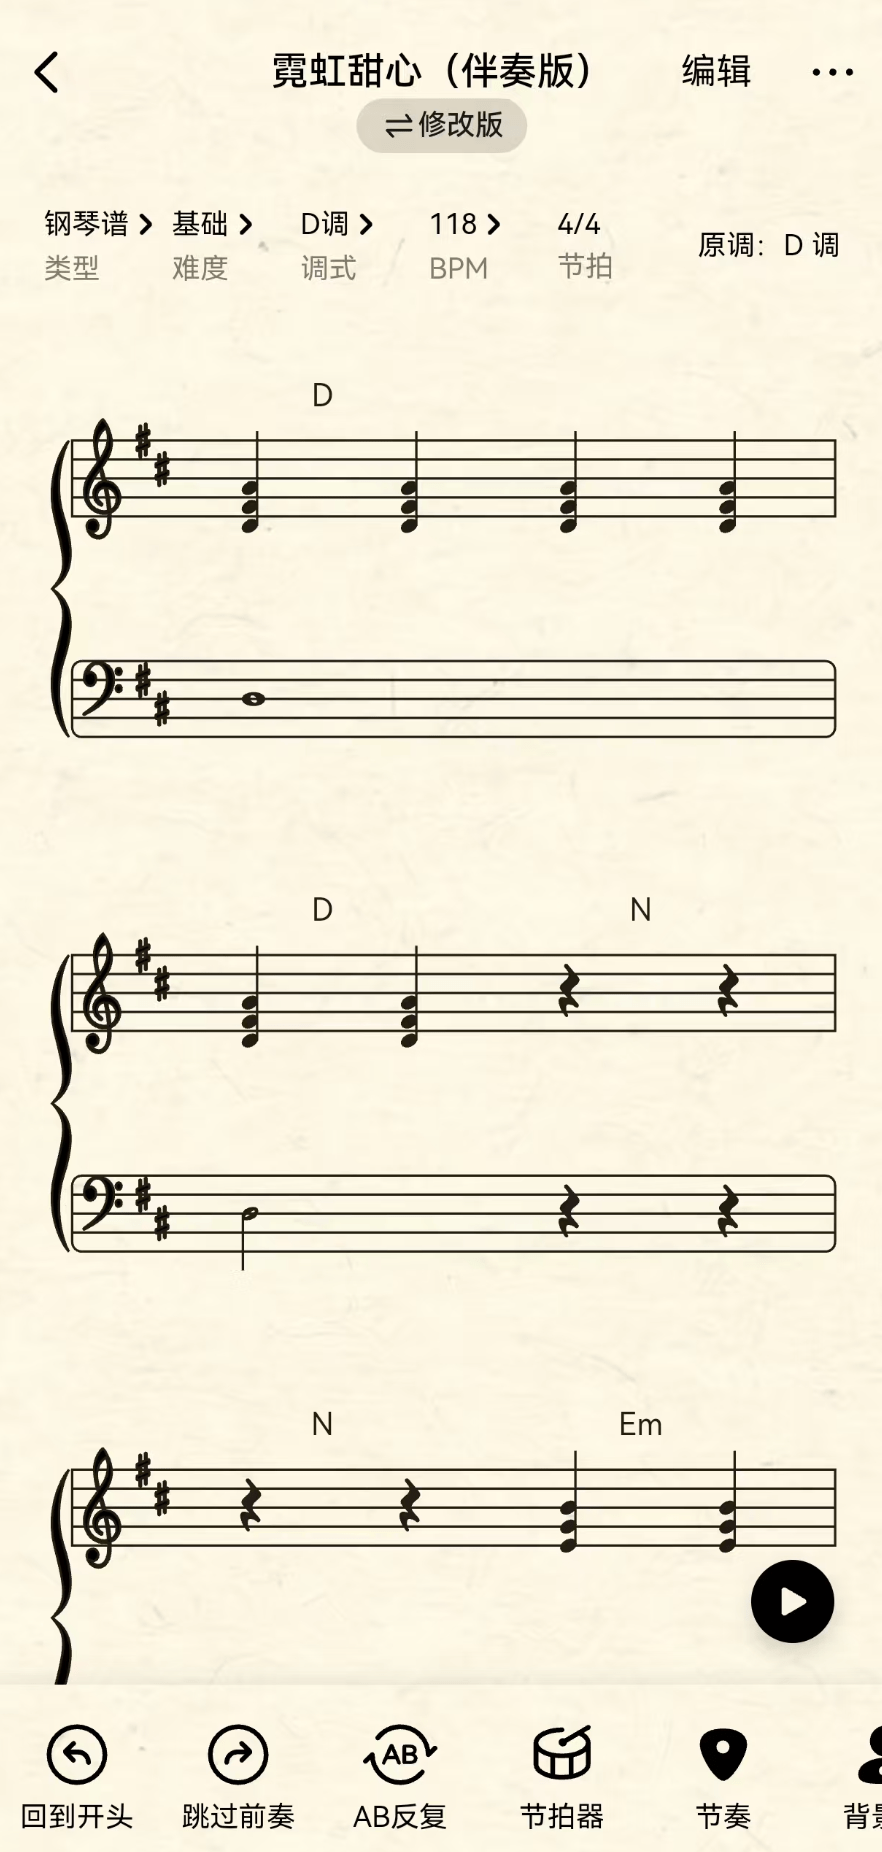 霓虹甜心（伴奏版） 编辑
修改版
钢琴谱 基础 D调 118 4/4
原调：D 调
类型 难度 调式 BPM 节拍
D
D N
N Em
AB
回到开头 跳过前奏 AB反复 节拍器 节奏 背